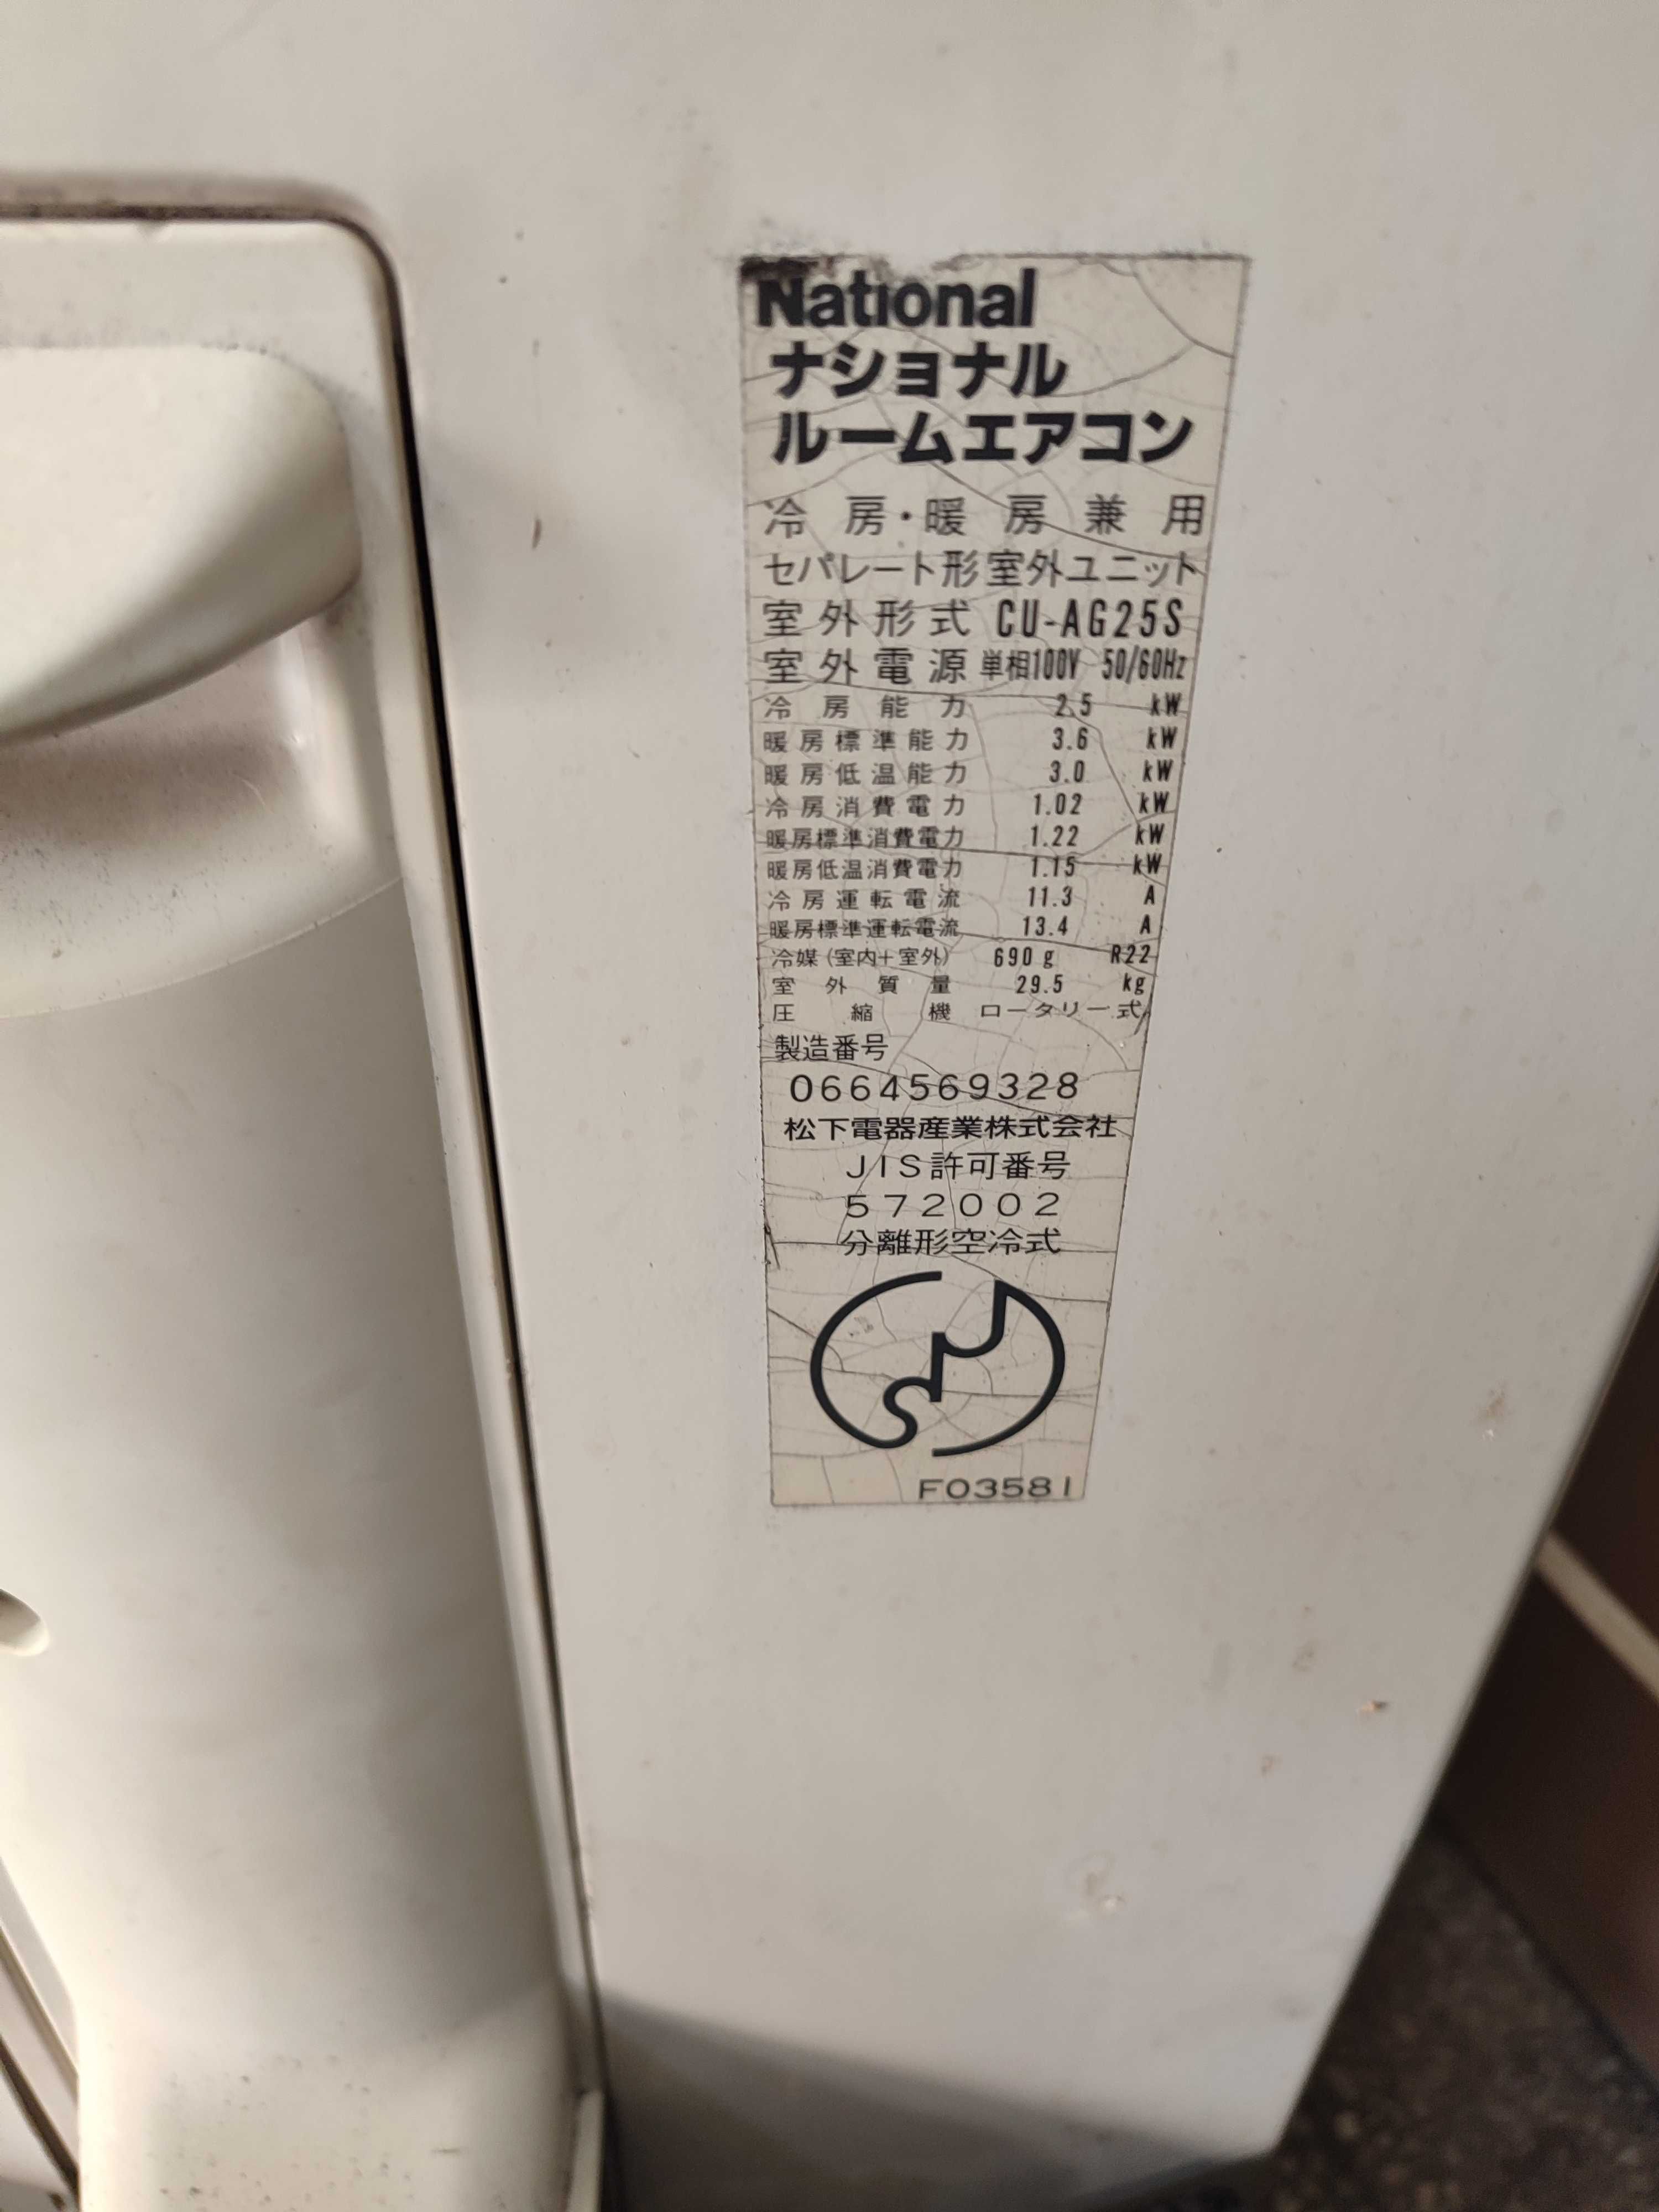 National
ナショナル
ルームエアコン
冷房・暖房兼用
セパレート形室外ユニット
室外形式 CU-AG25S
室外電源 単相100V 50/60Hz
冷房能力 2.5 kW
暖房標準能力 3.6 kW
暖房低温能力 3.0 kW
冷房消費電力 1.02 kW
暖房標準消費電力 1.22 kW
暖房低温消費電力 1.15 kW
冷房運転電流 11.3 A
暖房標準運転電流 13.4 A
冷媒(室内+室外) 690g R22
室外質量 29.5 kg
圧縮機 ロータリー式
製造番号
0664569328
松下電器産業株式会社
JIS許可番号
572002
分離形空冷式
F03581